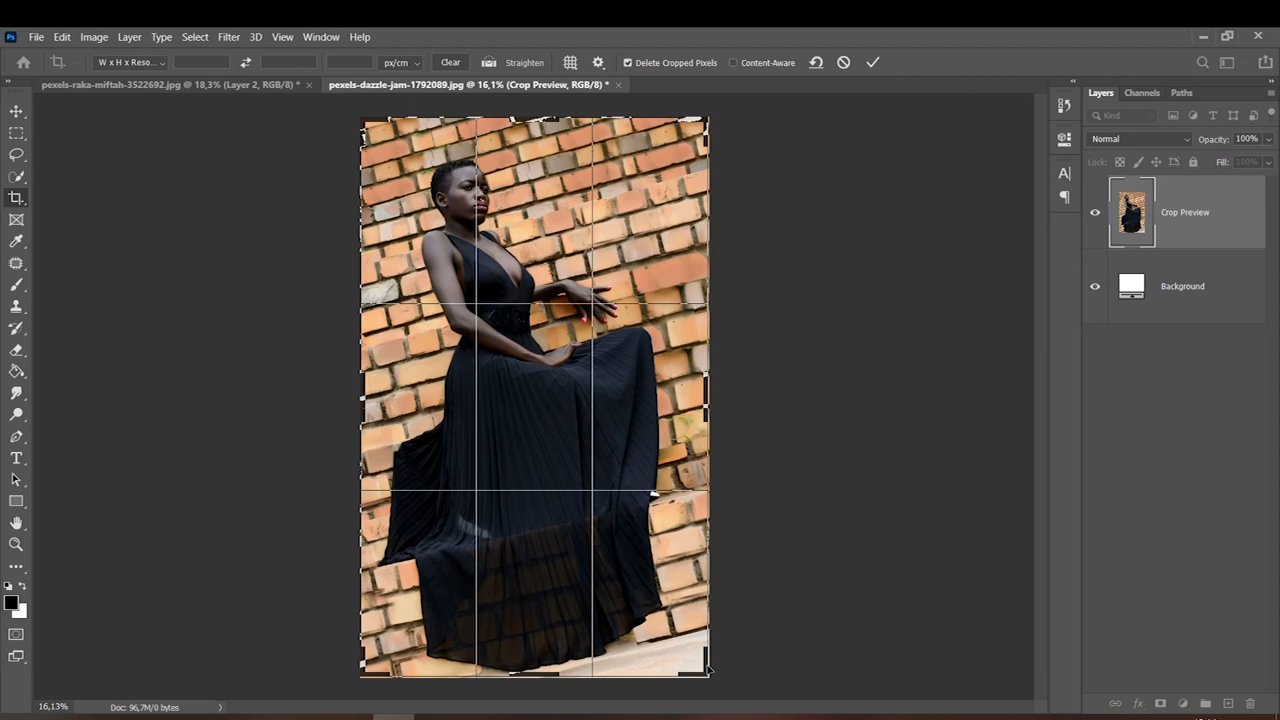 Ps File Edit Image Layer Type Select Filter 3D View Window Help
W x H x Reso... px/cm Clear Straighten Delete Cropped Pixels Content-Aware
pexels-raka-miftah-3522692.jpg @ 18,3% (Layer 2, RGB/8) * × pexels-dazzle-jam-1792089.jpg @ 16,1% (Crop Preview, RGB/8) * ×
Layers Channels Paths
Kind
Normal Opacity: 100%
Lock: Fill: 100%
Crop Preview
Background
16,13% Doc: 96,7M/0 bytes